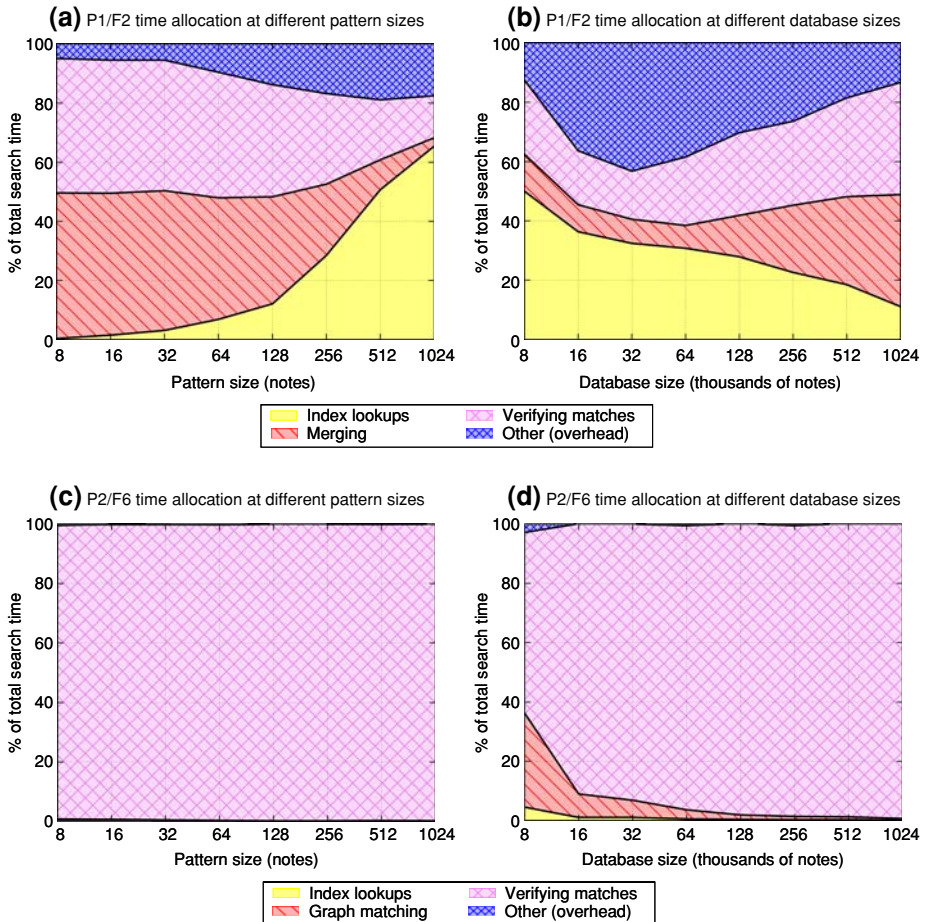 (a) P1/F2 time allocation at different pattern sizes
100
80
60
40
20
0
% of total search time
8 16 32 64 128 256 512 1024
Pattern size (notes)
(b) P1/F2 time allocation at different database sizes
100
80
60
40
20
0
% of total search time
8 16 32 64 128 256 512 1024
Database size (thousands of notes)
Index lookups
Merging
Verifying matches
Other (overhead)
(c) P2/F6 time allocation at different pattern sizes
100
80
60
40
20
0
% of total search time
8 16 32 64 128 256 512 1024
Pattern size (notes)
(d) P2/F6 time allocation at different database sizes
100
80
60
40
20
0
% of total search time
8 16 32 64 128 256 512 1024
Database size (thousands of notes)
Index lookups
Graph matching
Verifying matches
Other (overhead)